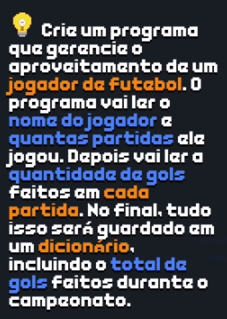 Crie um programa
que gerencie o
aproveitamento de um
jogador de futebol. O
programa vai ler o
nome do jogador e
quantas partidas ele
jogou. Depois vai ler a
quantidade de gols
feitos em cada
partida. No final, tudo
isso será guardado em
um dicionário,
incluindo o total de
gols feitos durante o
campeonato.